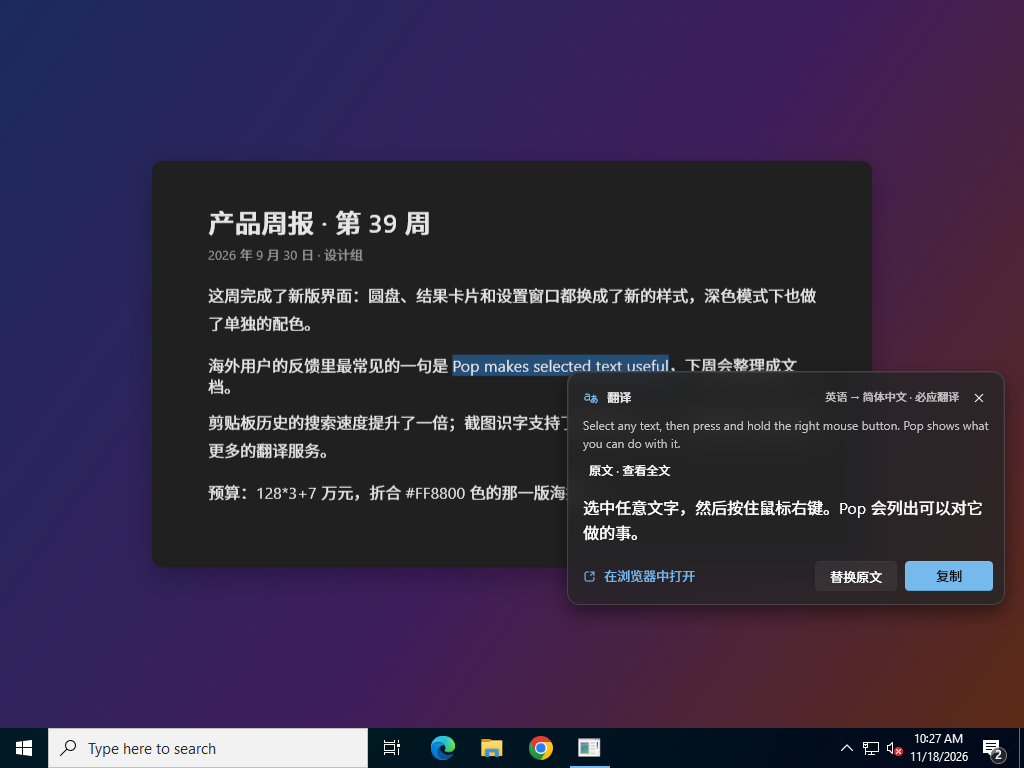 产品周报 · 第 39 周
2026 年 9 月 30 日 · 设计组
这周完成了新版界面：圆盘、结果卡片和设置窗口都换成了新的样式，深色模式下也做
了单独的配色。
海外用户的反馈里最常见的一句是 Pop makes selected text useful，下周会整理成文
档。
剪贴板历史的搜索速度提升了一倍；截图识字支持了
更多的翻译服务。
预算：128*3+7 万元，折合 #FF8800 色的那一版海
翻译
英语 → 简体中文 · 必应翻译
Select any text, then press and hold the right mouse button. Pop shows what
you can do with it.
原文 · 查看全文
选中任意文字，然后按住鼠标右键。Pop 会列出可以对它
做的事。
在浏览器中打开
替换原文
复制
Type here to search
10:27 AM
11/18/2026
2